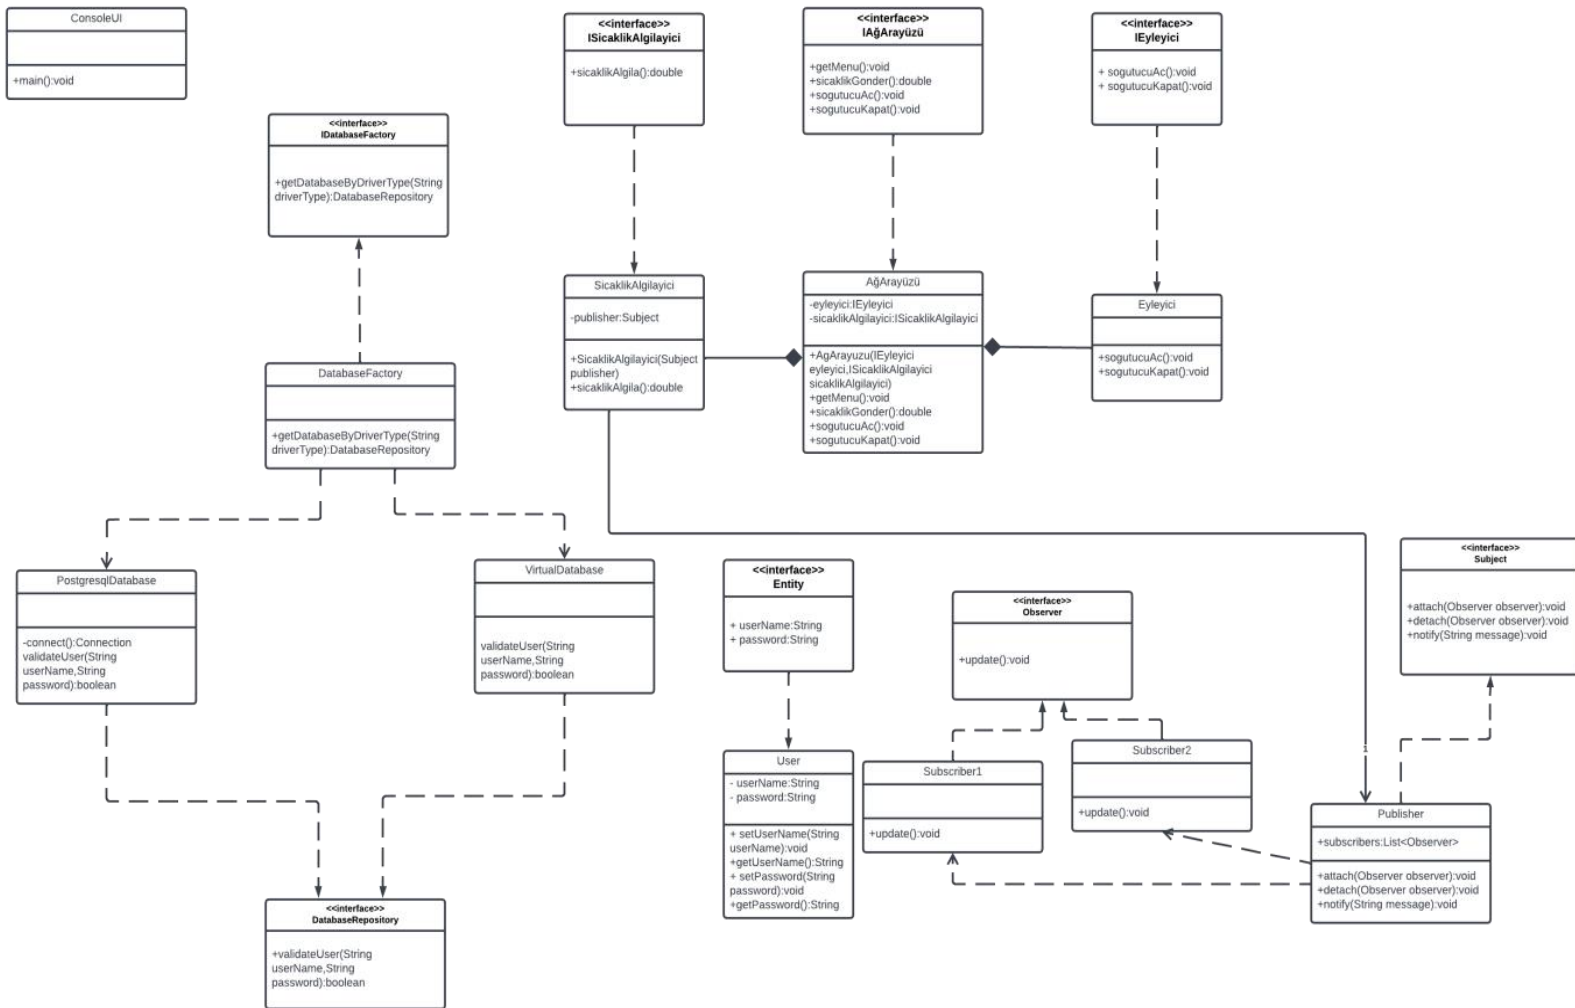 ConsoleUI
+main():void
<<interface>>
ISicaklikAlgilayici
+sicaklikAlgila():double
<<interface>>
IAğArayüzü
+getMenu():void
+sicaklikGonder():double
+sogutucuAc():void
+sogutucuKapat():void
<<interface>>
IEyleyici
+ sogutucuAc():void
+ sogutucuKapat():void
<<interface>>
IDatabaseFactory
+getDatabaseByDriverType(String
driverType):DatabaseRepository
SicaklikAlgilayici
-publisher:Subject
+SicaklikAlgilayici(Subject
publisher)
+sicaklikAlgila():double
AğArayüzü
-eyleyici:IEyleyici
-sicaklikAlgilayici:ISicaklikAlgilayici
+AgArayuzu(IEyleyici
eyleyici,ISicaklikAlgilayici
sicaklikAlgilayici)
+getMenu():void
+sicaklikGonder():double
+sogutucuAc():void
+sogutucuKapat():void
Eyleyici
+sogutucuAc():void
+sogutucuKapat():void
DatabaseFactory
+getDatabaseByDriverType(String
driverType):DatabaseRepository
PostgresqlDatabase
-connect():Connection
validateUser(String
userName,String
password):boolean
VirtualDatabase
validateUser(String
userName,String
password):boolean
<<interface>>
Entity
+ userName:String
+ password:String
<<interface>>
Observer
+update():void
<<interface>>
Subject
+attach(Observer observer):void
+detach(Observer observer):void
+notify(String message):void
User
- userName:String
- password:String
+ setUserName(String
userName):void
+getUserName():String
+ setPassword(String
password):void
+getPassword():String
Subscriber1
+update():void
Subscriber2
+update():void
1
Publisher
+subscribers:List<Observer>
+attach(Observer observer):void
+detach(Observer observer):void
+notify(String message):void
<<interface>>
DatabaseRepository
+validateUser(String
userName,String
password):boolean